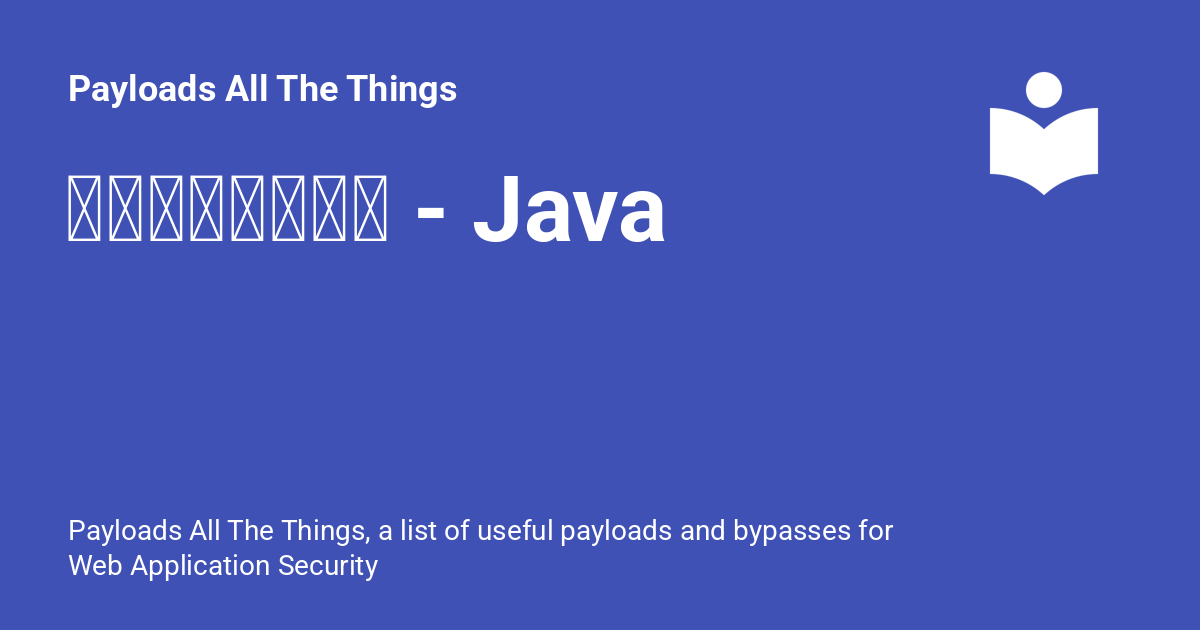 Payloads All The Things
- Java
Payloads All The Things, a list of useful payloads and bypasses for
Web Application Security